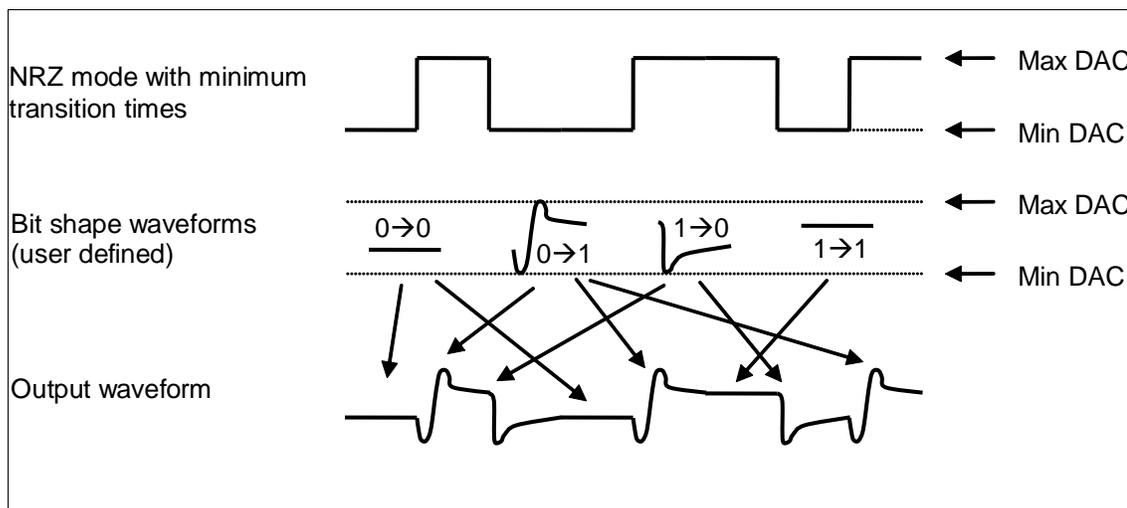 NRZ mode with minimum
transition times
Max DAC
Min DAC
Bit shape waveforms
(user defined)
0→0
0→1
1→0
1→1
Max DAC
Min DAC
Output waveform